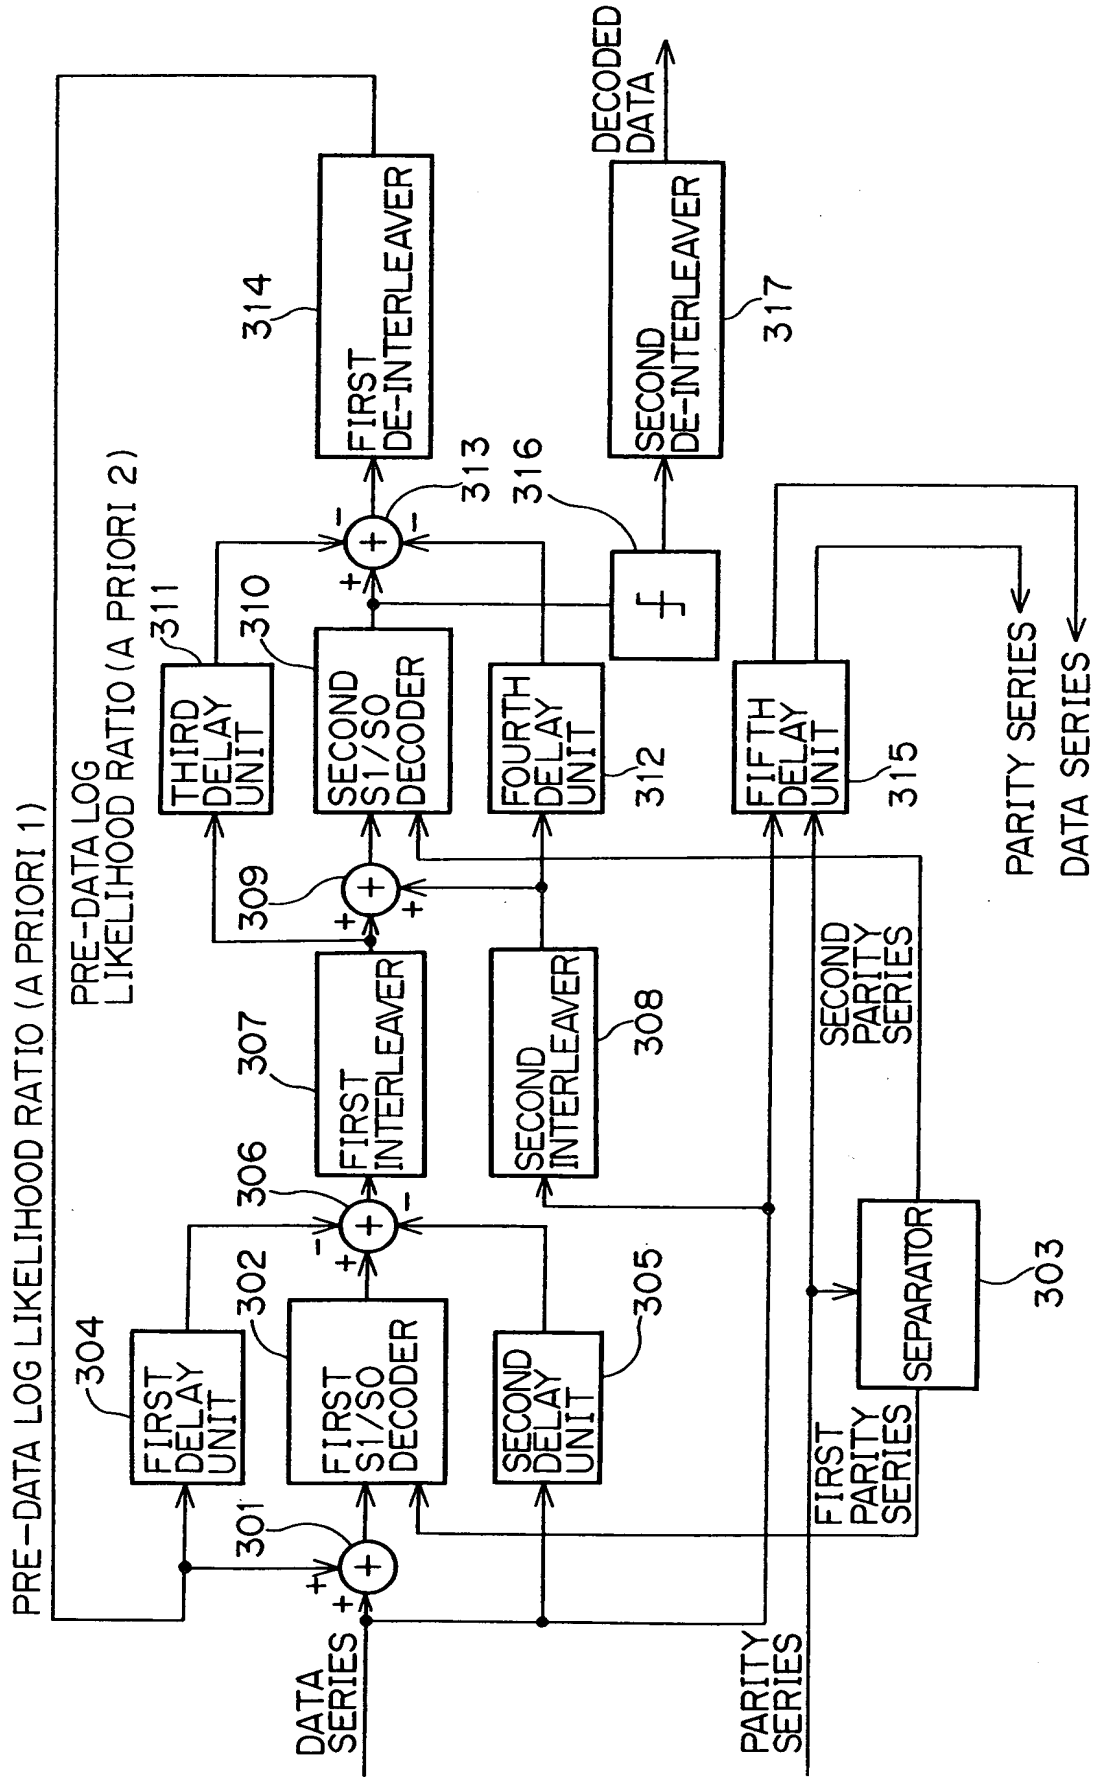 PRE-DATA LOG LIKELIHOOD RATIO (A PRIORI 1)
PRE-DATA LOG
LIKELIHOOD RATIO (A PRIORI 2)
304
FIRST
DELAY
UNIT
311
THIRD
DELAY
UNIT
301
+
+
+
302
FIRST
S1/SO
DECODER
306
-
+
+
-
307
FIRST
INTERLEAVER
309
+
+
+
310
SECOND
S1/SO
DECODER
-
+
+
-
313
314
FIRST
DE-INTERLEAVER
DATA
SERIES
SECOND
DELAY
UNIT
305
SECOND
INTERLEAVER
308
FOURTH
DELAY
UNIT
312
316
SECOND
DE-INTERLEAVER
317
DECODED
DATA
PARITY
SERIES
FIFTH
DELAY
UNIT
315
FIRST
PARITY
SERIES
SEPARATOR
303
SECOND
PARITY
SERIES
PARITY SERIES
DATA SERIES